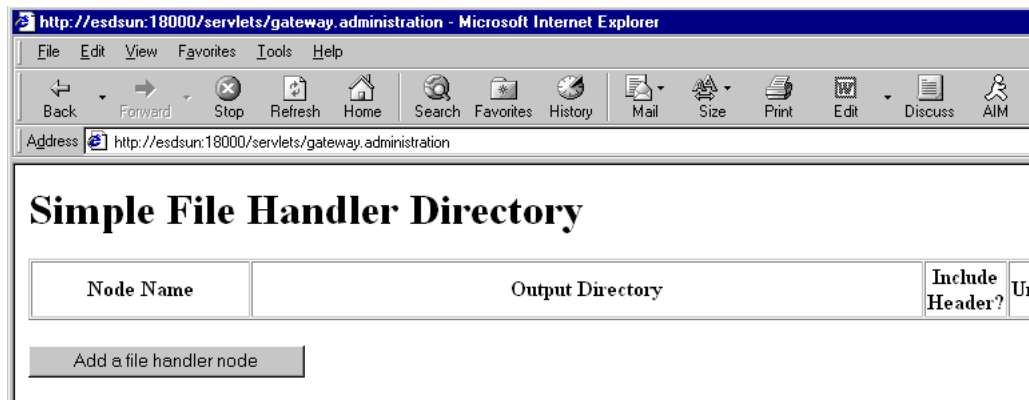 http://esdsun:18000/servlets/gateway.administration - Microsoft Internet Explorer
File Edit View Favorites Tools Help
Back Forward Stop Refresh Home Search Favorites History Mail Size Print Edit Discuss AIM
Address http://esdsun:18000/servlets/gateway.administration
Simple File Handler Directory
Node Name Output Directory Include Header?
Add a file handler node